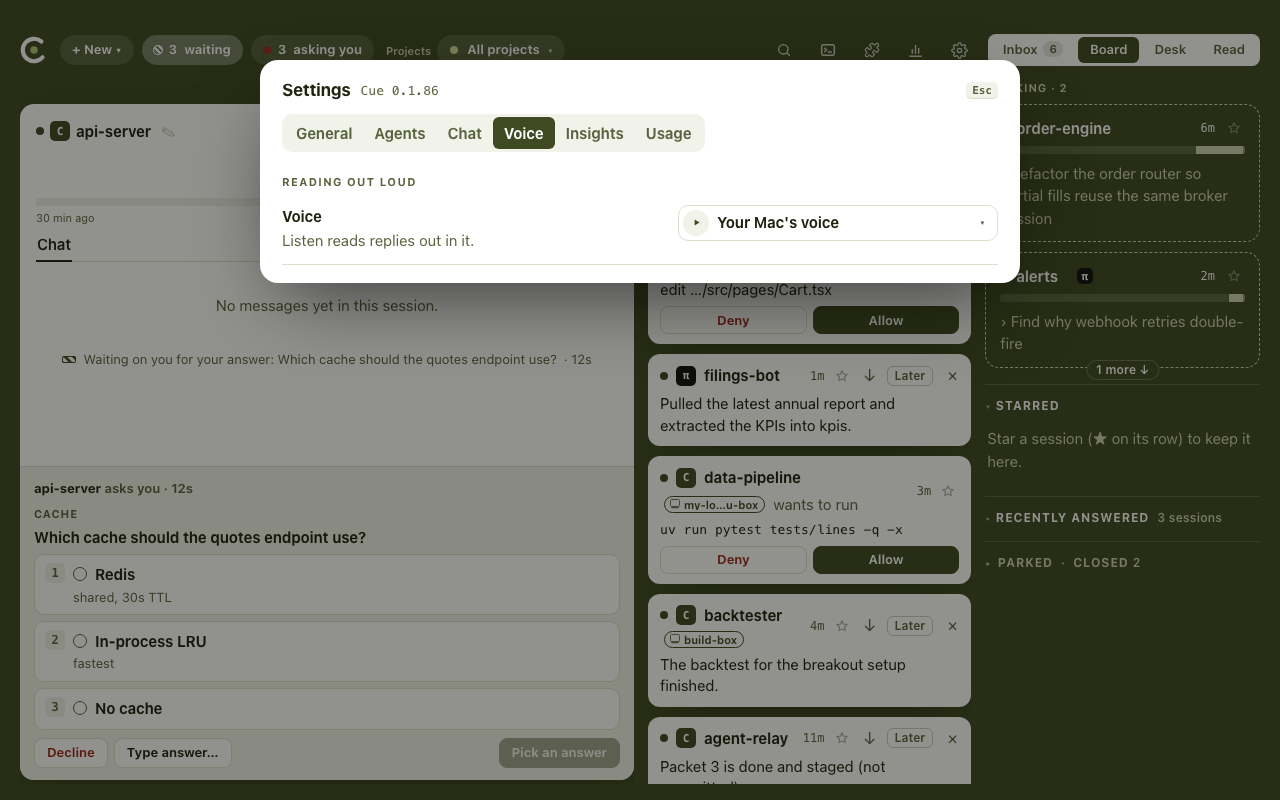 + New ▾
3 waiting
3 asking you
Projects
All projects
Inbox 6
Board
Desk
Read
Settings Cue 0.1.86
Esc
General
Agents
Chat
Voice
Insights
Usage
READING OUT LOUD
Voice
Listen reads replies out in it.
Your Mac's voice
C api-server
30 min ago
Chat
No messages yet in this session.
Waiting on you for your answer: Which cache should the quotes endpoint use? · 12s
api-server asks you · 12s
CACHE
Which cache should the quotes endpoint use?
1 Redis
shared, 30s TTL
2 In-process LRU
fastest
3 No cache
Decline
Type answer...
Pick an answer
edit .../src/pages/Cart.tsx
Deny
Allow
π filings-bot 1m Later ×
Pulled the latest annual report and
extracted the KPIs into kpis.
C data-pipeline
3m
my-lo...u-box wants to run
uv run pytest tests/lines -q -x
Deny
Allow
C backtester
4m Later ×
build-box
The backtest for the breakout setup
finished.
C agent-relay 11m Later ×
Packet 3 is done and staged (not
KING · 2
order-engine 6m
efactor the order router so
rtial fills reuse the same broker
ssion
alerts π 2m
› Find why webhook retries double-
fire
1 more ↓
STARRED
Star a session (★ on its row) to keep it
here.
RECENTLY ANSWERED 3 sessions
PARKED · CLOSED 2